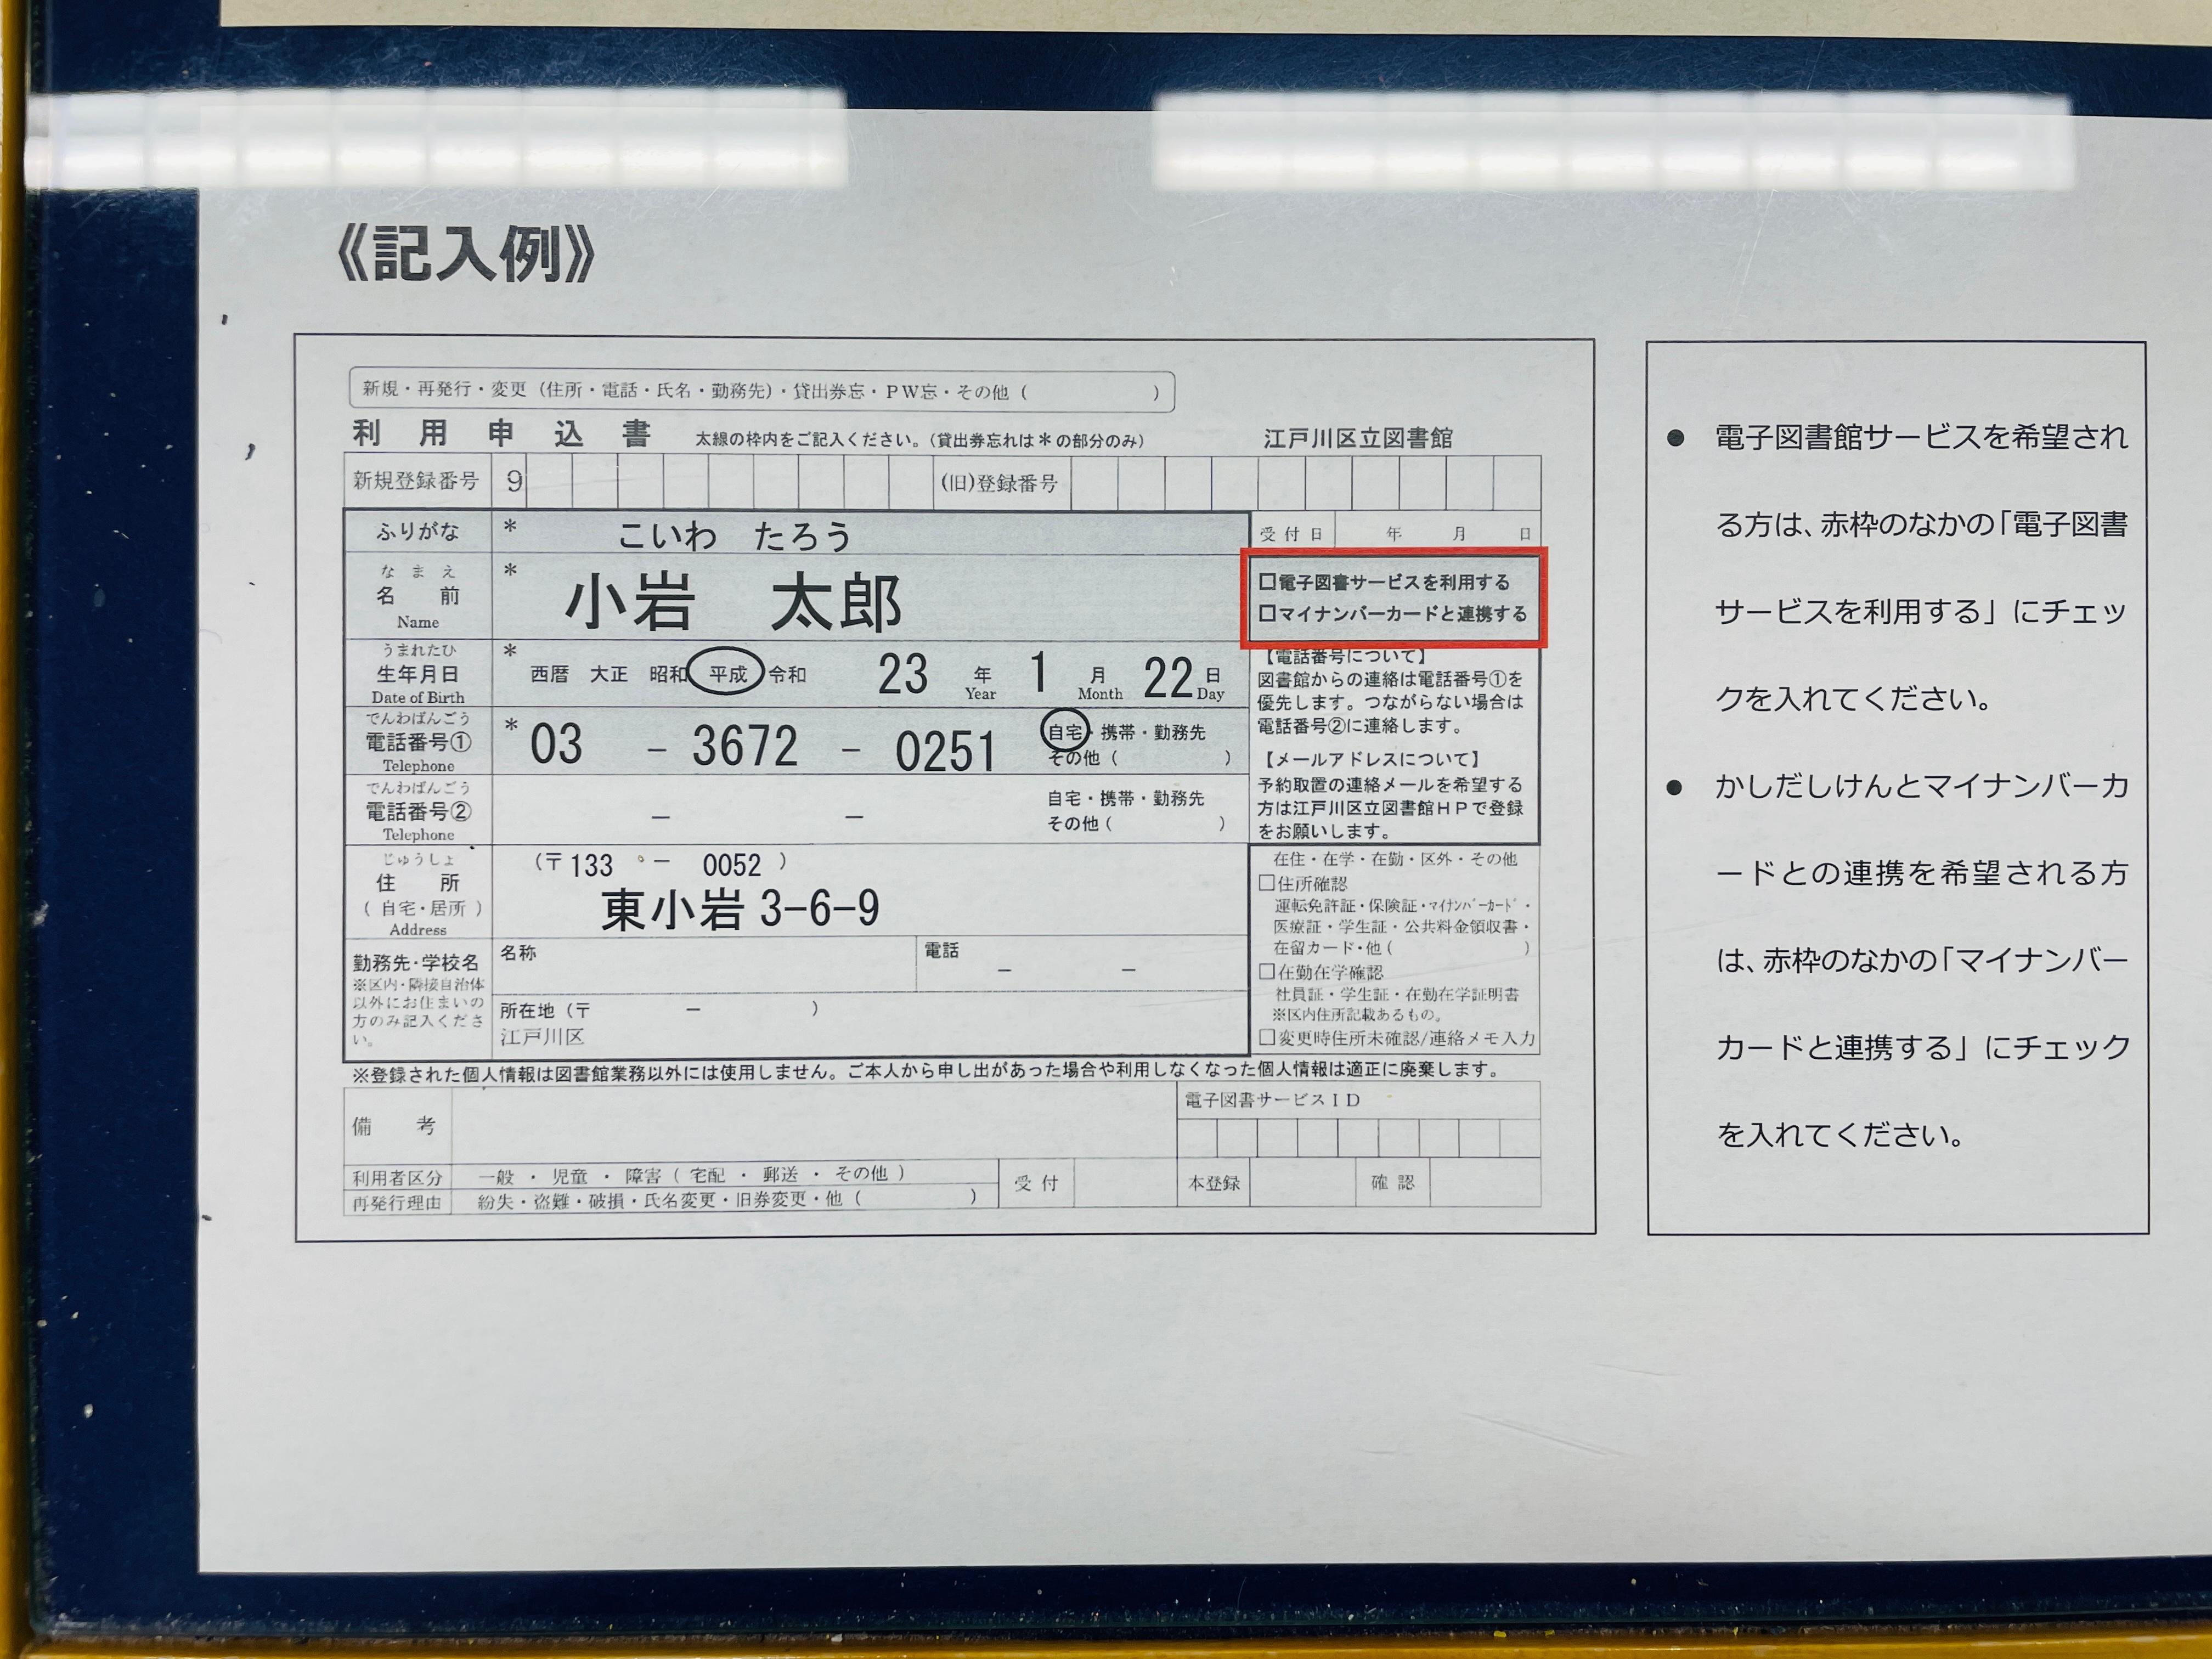 《記入例》
新規・再発行・変更（住所・電話・氏名・勤務先）・貸出券忘・ＰＷ忘・その他（　　　）
利用申込書　太線の枠内をご記入ください。（貸出券忘れは＊の部分のみ）　江戸川区立図書館
新規登録番号　9　(旧)登録番号
ふりがな　＊　こいわ　たろう　受付日　年　月　日
なまえ
名前　＊　小岩　太郎
Name
□電子図書サービスを利用する
□マイナンバーカードと連携する
うまれたひ
生年月日　＊　西暦　大正　昭和　平成　令和　23　年　1　月　22　日
Date of Birth　Year　Month　Day
でんわばんごう
電話番号①　＊　03　－　3672　－　0251　自宅・携帯・勤務先
Telephone　その他（　　　）
でんわばんごう
電話番号②　－　－　自宅・携帯・勤務先
Telephone　その他（　　　）
【電話番号について】
図書館からの連絡は電話番号①を
優先します。つながらない場合は
電話番号②に連絡します。
【メールアドレスについて】
予約取置の連絡メールを希望する
方は江戸川区立図書館ＨＰで登録
をお願いします。
じゅうしょ　（〒133　－　0052　）
住所
（自宅・居所）　東小岩 3-6-9
Address
勤務先・学校名　名称　電話　－　－
※区内・隣接自治体
以外にお住まいの
方のみ記入くださ
い。
所在地（〒　－　）
江戸川区
在住・在学・在勤・区外・その他
□住所確認
運転免許証・保険証・ﾏｲﾅﾝﾊﾞｰｶｰﾄﾞ・
医療証・学生証・公共料金領収書・
在留カード・他（　　　）
□在勤在学確認
社員証・学生証・在勤在学証明書
※区内住所記載あるもの。
□変更時住所未確認/連絡メモ入力
※登録された個人情報は図書館業務以外には使用しません。ご本人から申し出があった場合や利用しなくなった個人情報は適正に廃棄します。
備考　電子図書サービスＩＤ
利用者区分　一般　・　児童　・　障害（　宅配　・　郵送　・　その他　）
再発行理由　紛失・盗難・破損・氏名変更・旧券変更・他（　　　）
受付　本登録　確認
● 電子図書館サービスを希望され
る方は、赤枠のなかの「電子図書
サービスを利用する」にチェッ
クを入れてください。
● かしだしけんとマイナンバーカ
ードとの連携を希望される方
は、赤枠のなかの「マイナンバー
カードと連携する」にチェック
を入れてください。